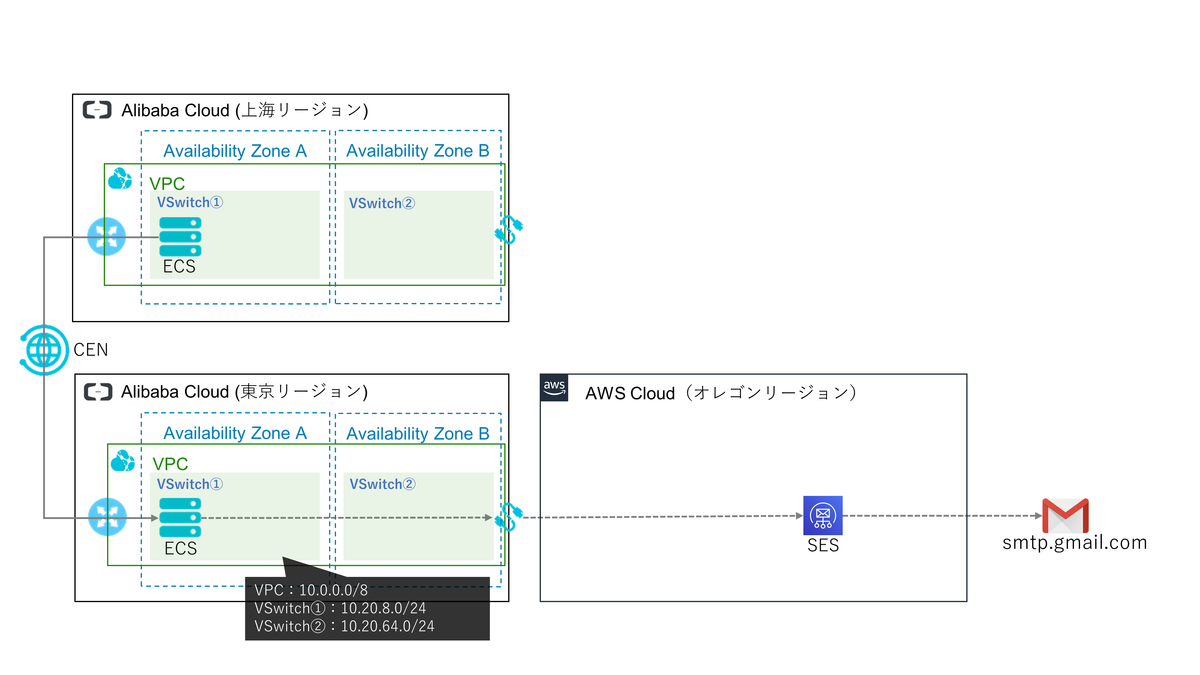 Alibaba Cloud (上海リージョン)
Availability Zone A
Availability Zone B
VPC
VSwitch①
VSwitch②
ECS
CEN
Alibaba Cloud (東京リージョン)
Availability Zone A
Availability Zone B
VPC
VSwitch①
VSwitch②
ECS
VPC：10.0.0.0/8
VSwitch①：10.20.8.0/24
VSwitch②：10.20.64.0/24
aws
AWS Cloud（オレゴンリージョン）
SES
smtp.gmail.com